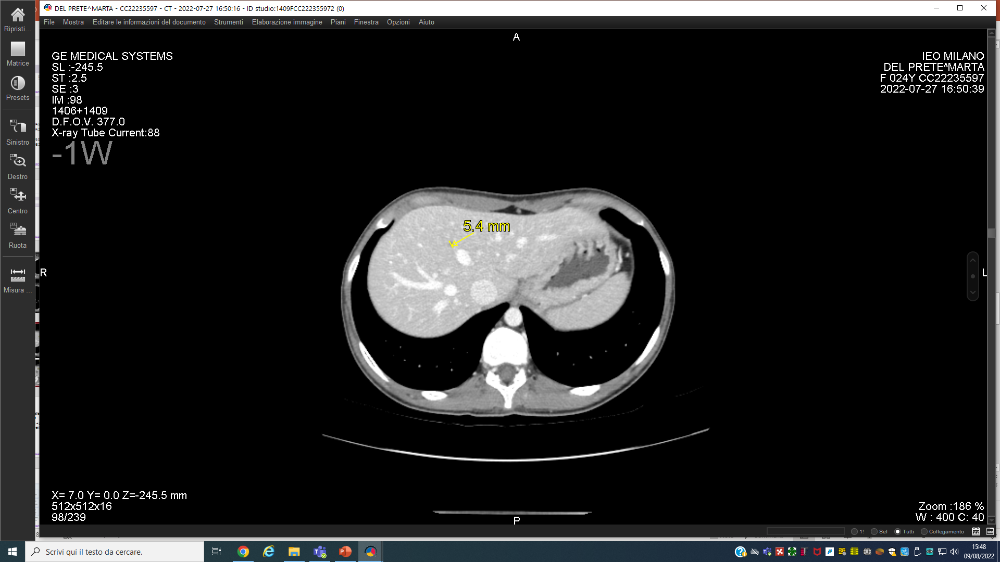 DEL PRETE^MARTA - CC22235597 - CT - 2022-07-27 16:50:16 - ID studio:1409FCC222355972 (0)
File Mostra Editare le informazioni del documento Strumenti Elaborazione immagine Piani Finestra Opzioni Aiuto
Ripristi...
Matrice
Presets
Sinistro
Destro
Centro
Ruota
Misura ...
A
GE MEDICAL SYSTEMS
SL :-245.5
ST :2.5
SE :3
IM :98
1406+1409
D.F.O.V. 377.0
X-ray Tube Current:88
-1W
IEO MILANO
DEL PRETE^MARTA
F 024Y CC22235597
2022-07-27 16:50:39
5.4 mm
R
L
X= 7.0 Y= 0.0 Z=-245.5 mm
512x512x16
98/239
P
Zoom :186 %
W : 400 C: 40
1! Sel Tutti Collegamento 22
Scrivi qui il testo da cercare.
15:48
09/08/2022